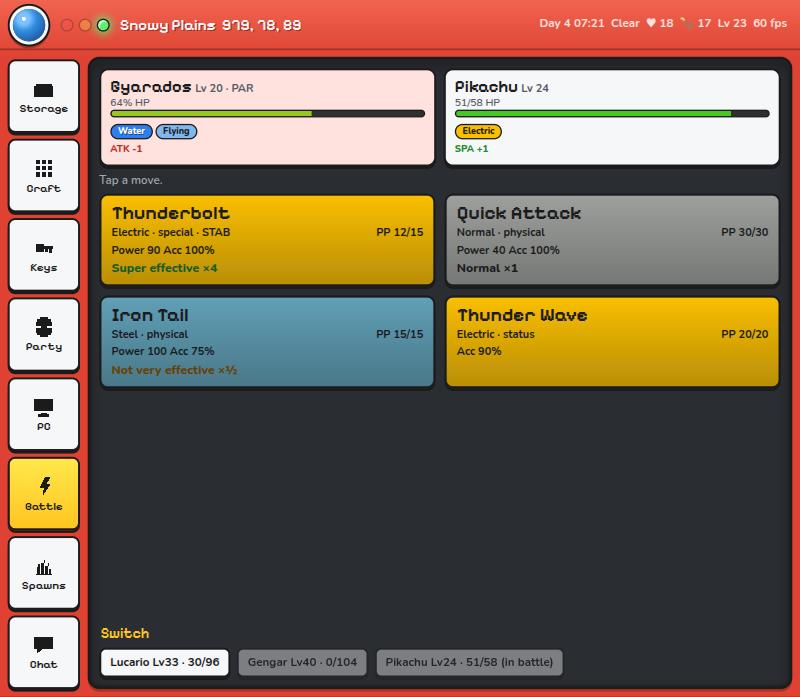 Snowy Plains 979, 78, 89
Day 4 07:21 Clear ♥ 18 🍗 17 Lv 23 60 fps
Storage
Craft
Keys
Party
PC
Battle
Spawns
Chat
Gyarados Lv 20 · PAR
64% HP
Water Flying
ATK -1
Pikachu Lv 24
51/58 HP
Electric
SPA +1
Tap a move.
Thunderbolt
Electric · special · STAB PP 12/15
Power 90 Acc 100%
Super effective ×4
Quick Attack
Normal · physical PP 30/30
Power 40 Acc 100%
Normal ×1
Iron Tail
Steel · physical PP 15/15
Power 100 Acc 75%
Not very effective ×½
Thunder Wave
Electric · status PP 20/20
Acc 90%
Switch
Lucario Lv33 · 30/96
Gengar Lv40 · 0/104
Pikachu Lv24 · 51/58 (in battle)